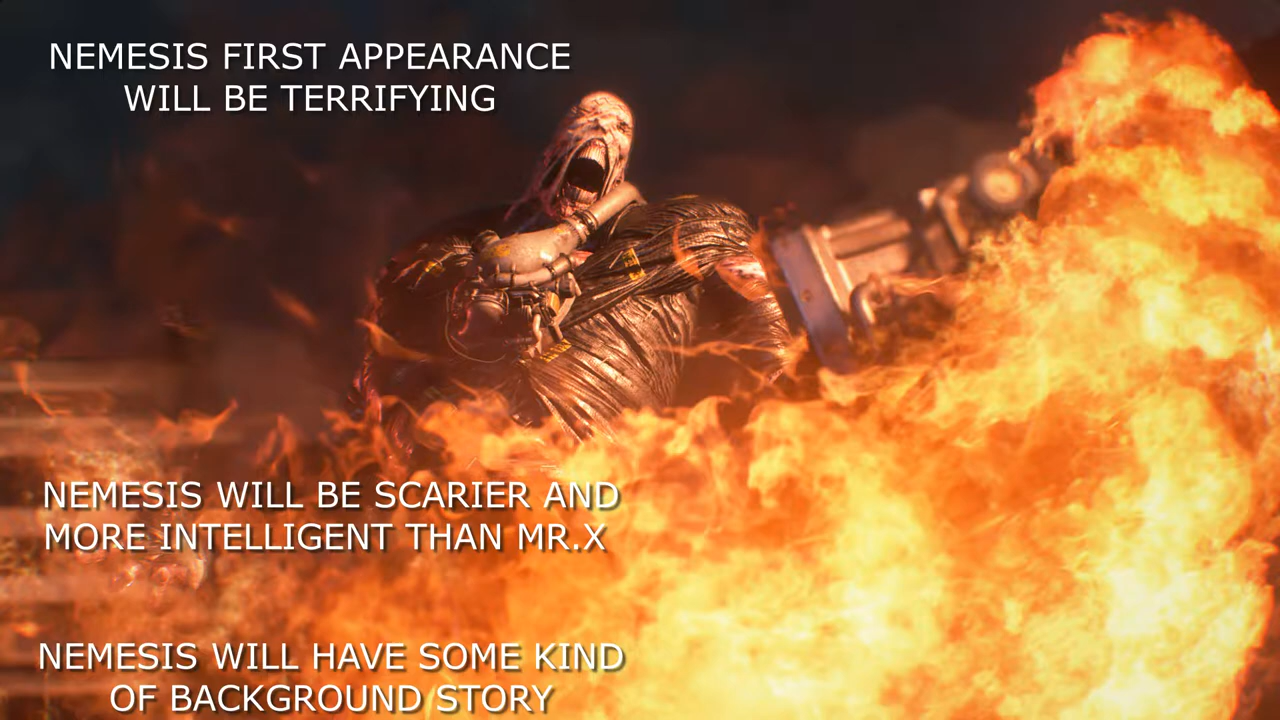 NEMESIS FIRST APPEARANCE
WILL BE TERRIFYING
NEMESIS WILL BE SCARIER AND
MORE INTELLIGENT THAN MR.X
NEMESIS WILL HAVE SOME KIND
OF BACKGROUND STORY